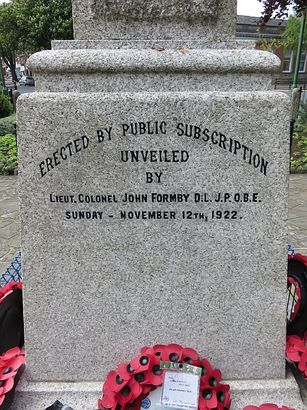 ERECTED BY PUBLIC SUBSCRIPTION
UNVEILED
BY
LIEUT. COLONEL JOHN FORMBY D.L. J.P. O.B.E.
SUNDAY – NOVEMBER 12TH, 1922.